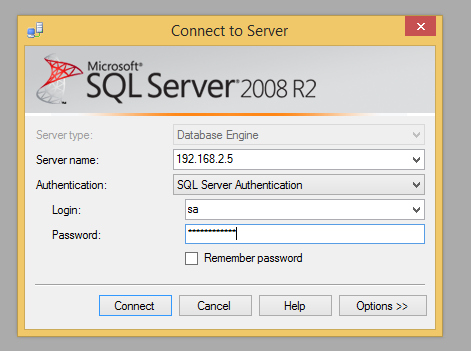 Connect to Server
Microsoft®
SQL Server® 2008 R2
Server type: Database Engine
Server name: 192.168.2.5
Authentication: SQL Server Authentication
Login: sa
Password: ************
Remember password
Connect Cancel Help Options >>